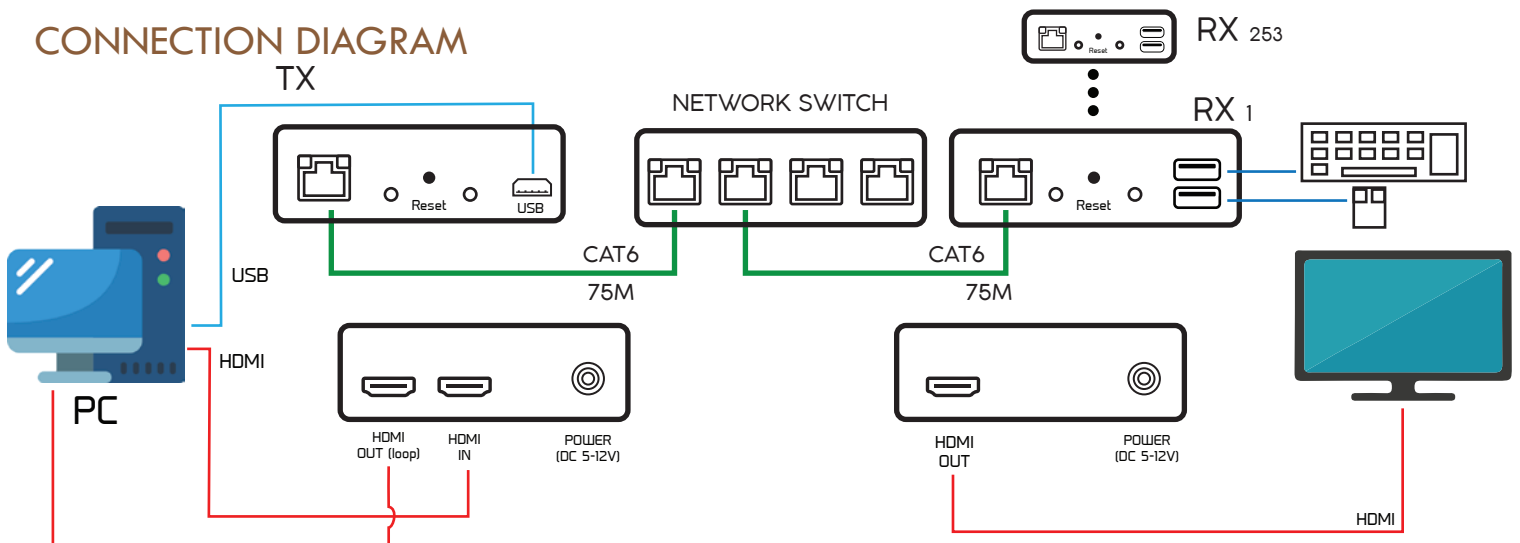 CONNECTION DIAGRAM
TX
Reset
USB
NETWORK SWITCH
Reset
RX 253
RX 1
Reset
USB
HDMI
PC
CAT6
75M
CAT6
75M
HDMI
OUT (loop)
HDMI
IN
POWER
(DC 5-12V)
HDMI
OUT
POWER
(DC 5-12V)
HDMI